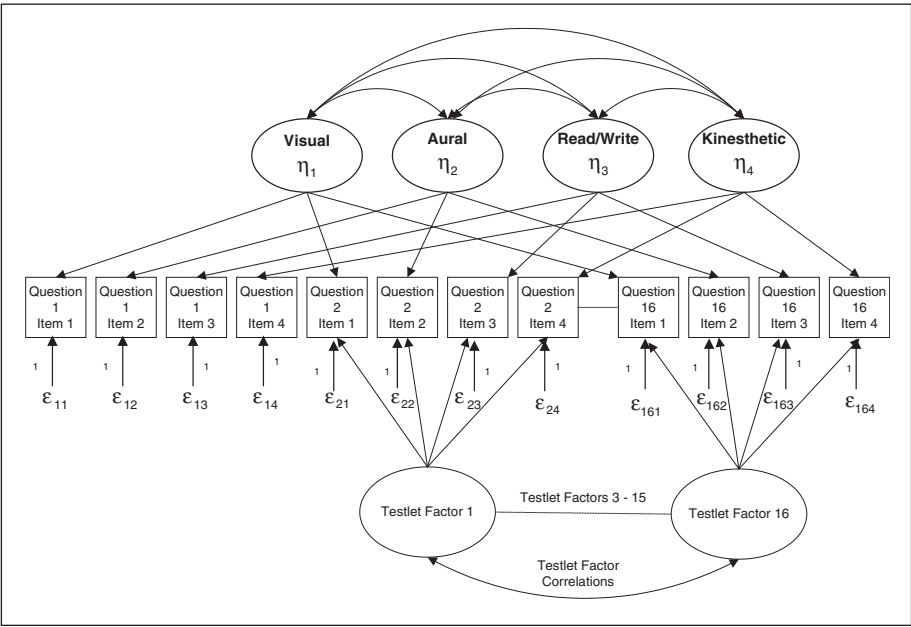 Visual
η1
Aural
η2
Read/Write
η3
Kinesthetic
η4
Question
1
Item 1
Question
1
Item 2
Question
1
Item 3
Question
1
Item 4
Question
2
Item 1
Question
2
Item 2
Question
2
Item 3
Question
2
Item 4
Question
16
Item 1
Question
16
Item 2
Question
16
Item 3
Question
16
Item 4
1
1
1
1
1
1
1
1
1
1
1
1
ε11
ε12
ε13
ε14
ε21
ε22
ε23
ε24
ε161
ε162
ε163
ε164
Testlet Factor 1
Testlet Factors 3 - 15
Testlet Factor 16
Testlet Factor
Correlations